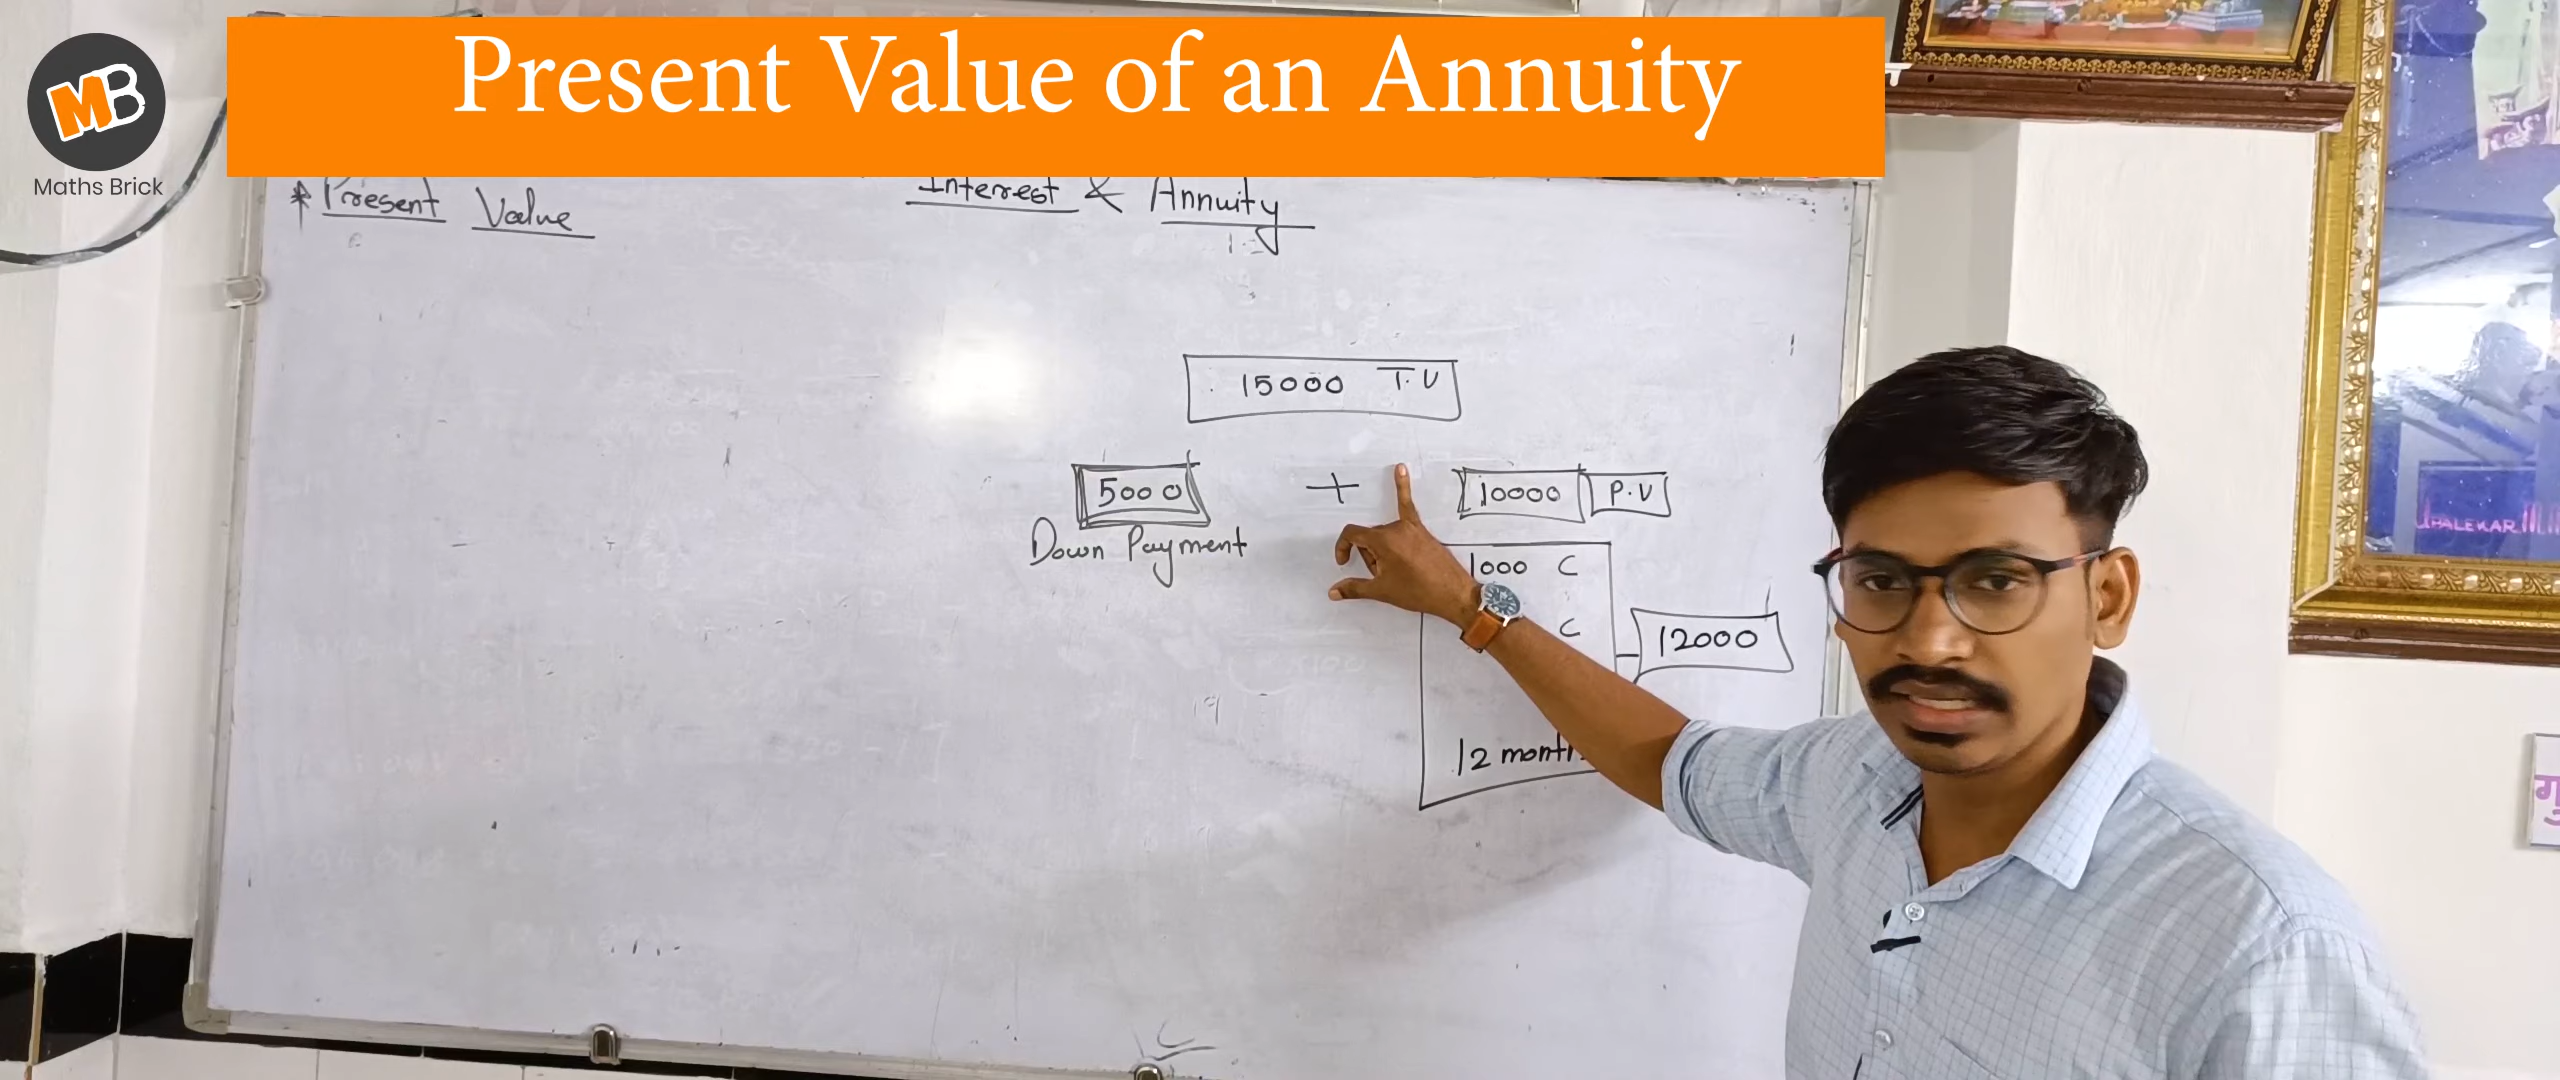 Present Value of an Annuity
MB
Maths Brick
* Present Value
Interest & Annuity
15000 T.V
5000 + 10000 P.V
Down Payment
1000 C
C
12000
12 month
UPALEKAR
गु